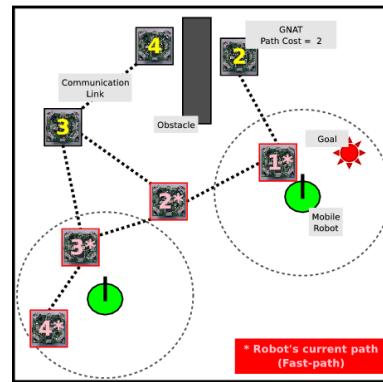 4
GNAT
Path Cost = 2
2
Communication
Link
3
Obstacle
Goal
1*
2*
Mobile
Robot
3*
4*
* Robot's current path
(Fast-path)